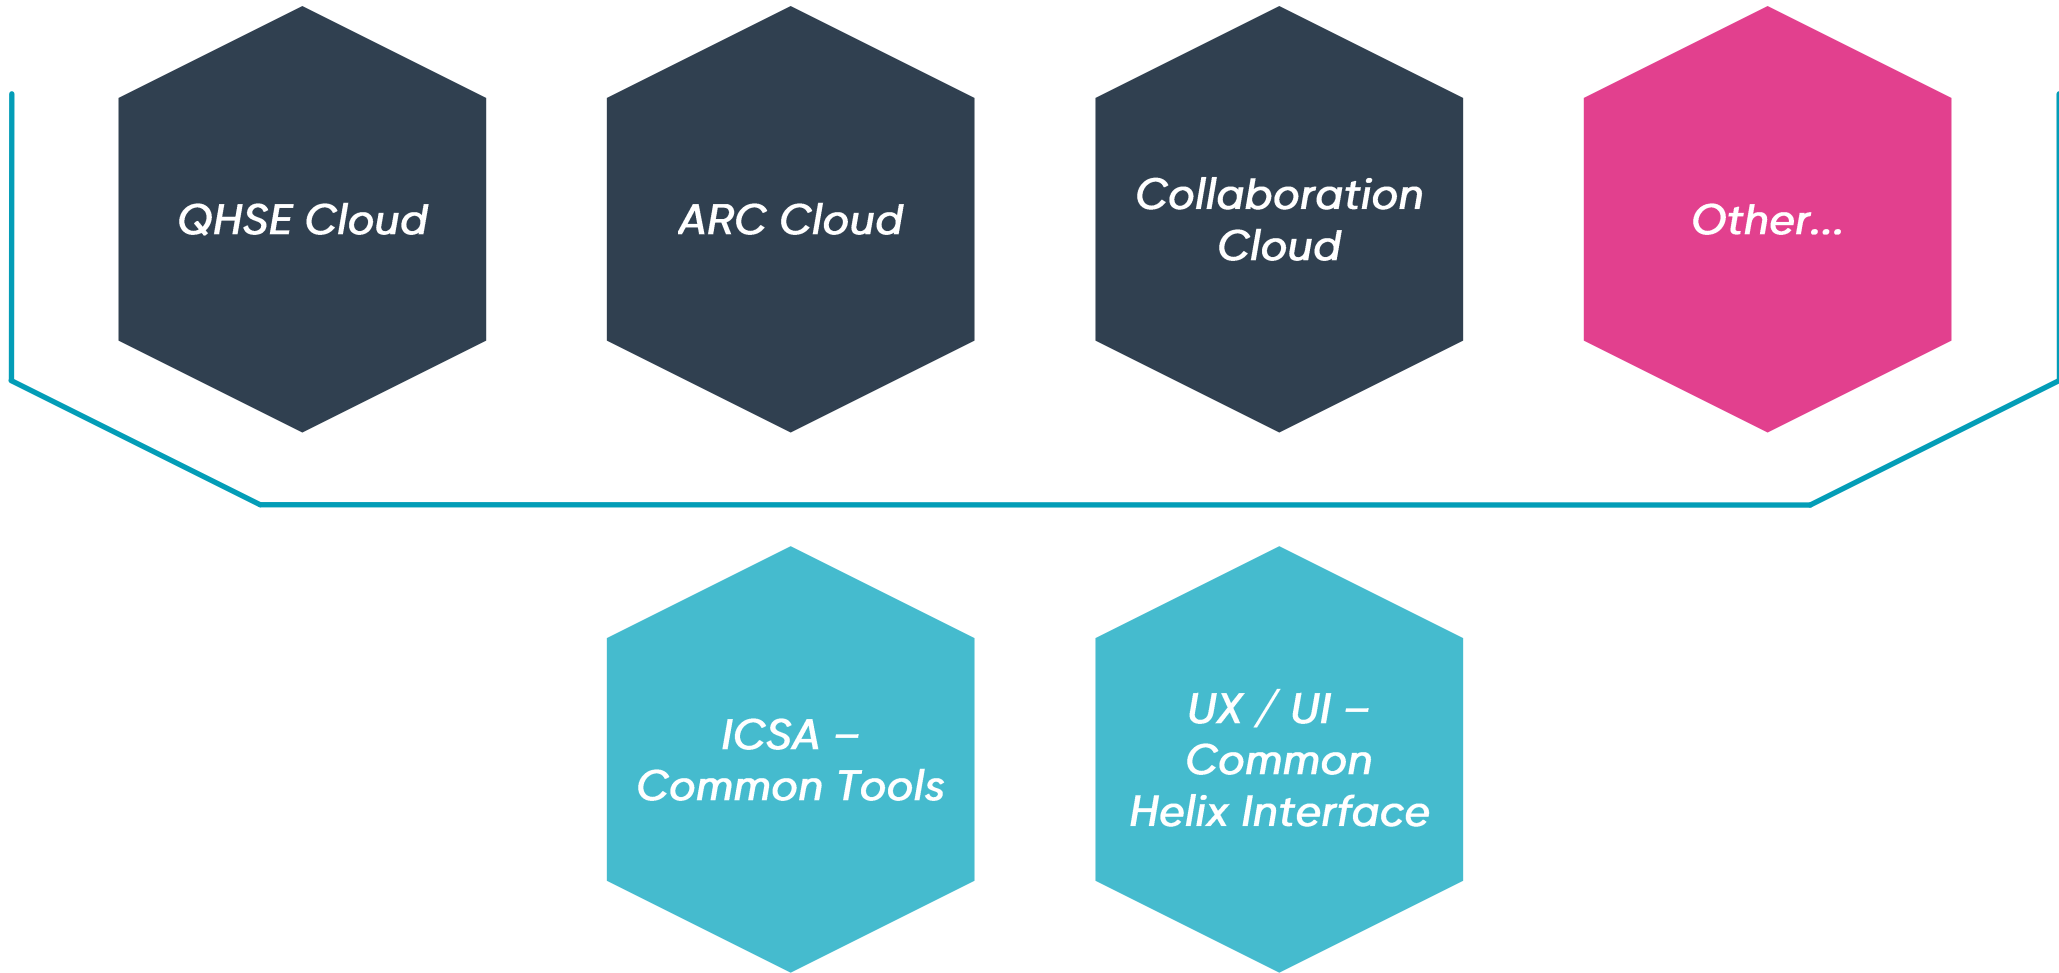 QHSE Cloud
ARC Cloud
Collaboration
Cloud
Other...
ICSA –
Common Tools
UX / UI –
Common
Helix Interface